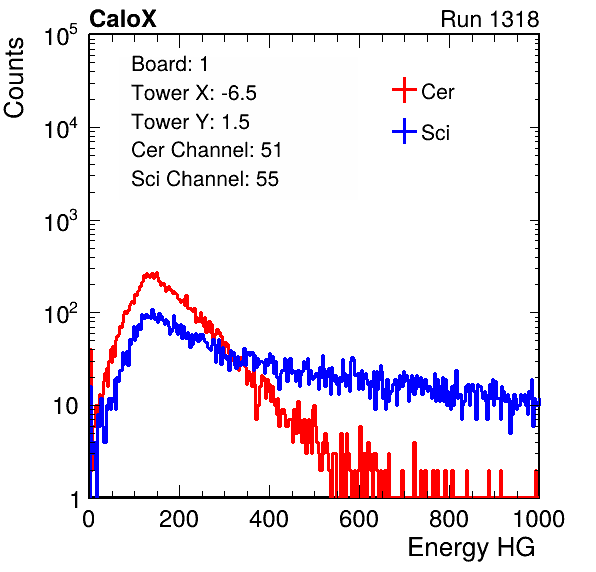 CaloX Run 1318
Counts
10^5
10^4
10^3
10^2
10
1
Board: 1
Tower X: -6.5
Tower Y: 1.5
Cer Channel: 51
Sci Channel: 55
Cer
Sci
0 200 400 600 800 1000
Energy HG